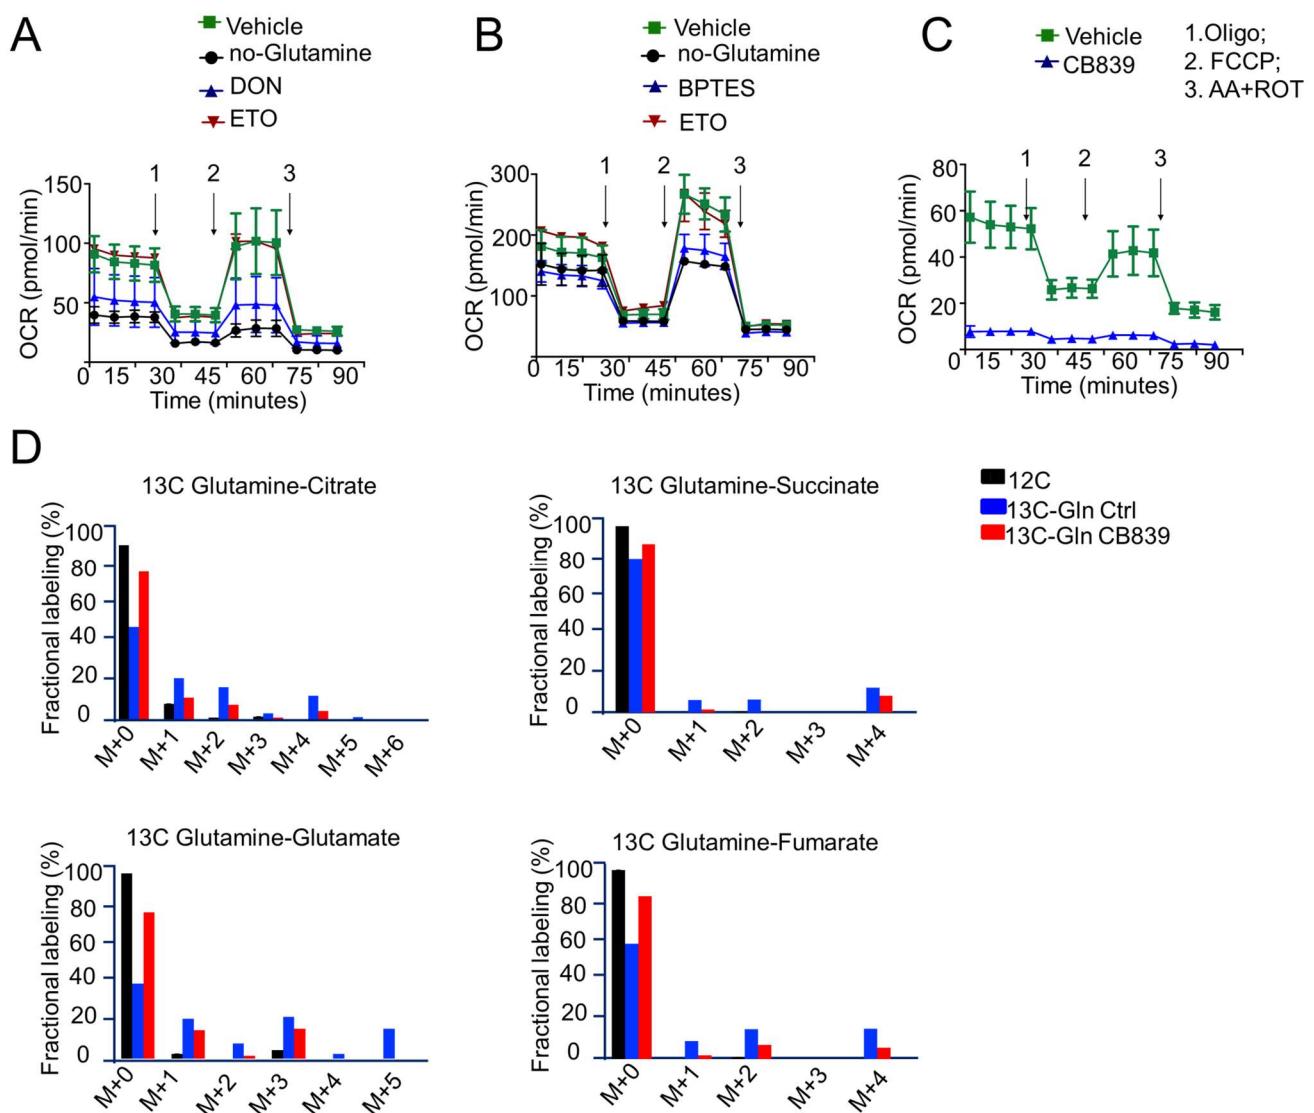 A
Vehicle
no-Glutamine
DON
ETO
1 2 3
150
100
50
0 15 30 45 60 75 90
OCR (pmol/min)
Time (minutes)
B
Vehicle
no-Glutamine
BPTES
ETO
1 2 3
300
200
100
0 15 30 45 60 75 90
OCR (pmol/min)
Time (minutes)
C
Vehicle
CB839
1.Oligo;
2. FCCP;
3. AA+ROT
1 2 3
80
60
40
20
0 15 30 45 60 75 90
OCR (pmol/min)
Time (minutes)
D
13C Glutamine-Citrate
Fractional labeling (%)
100
80
60
40
20
0
M+0 M+1 M+2 M+3 M+4 M+5 M+6
13C Glutamine-Succinate
Fractional labeling (%)
100
80
60
40
20
0
M+0 M+1 M+2 M+3 M+4
12C
13C-Gln Ctrl
13C-Gln CB839
13C Glutamine-Glutamate
Fractional labeling (%)
100
80
60
40
20
0
M+0 M+1 M+2 M+3 M+4 M+5
13C Glutamine-Fumarate
Fractional labeling (%)
100
80
60
40
20
0
M+0 M+1 M+2 M+3 M+4